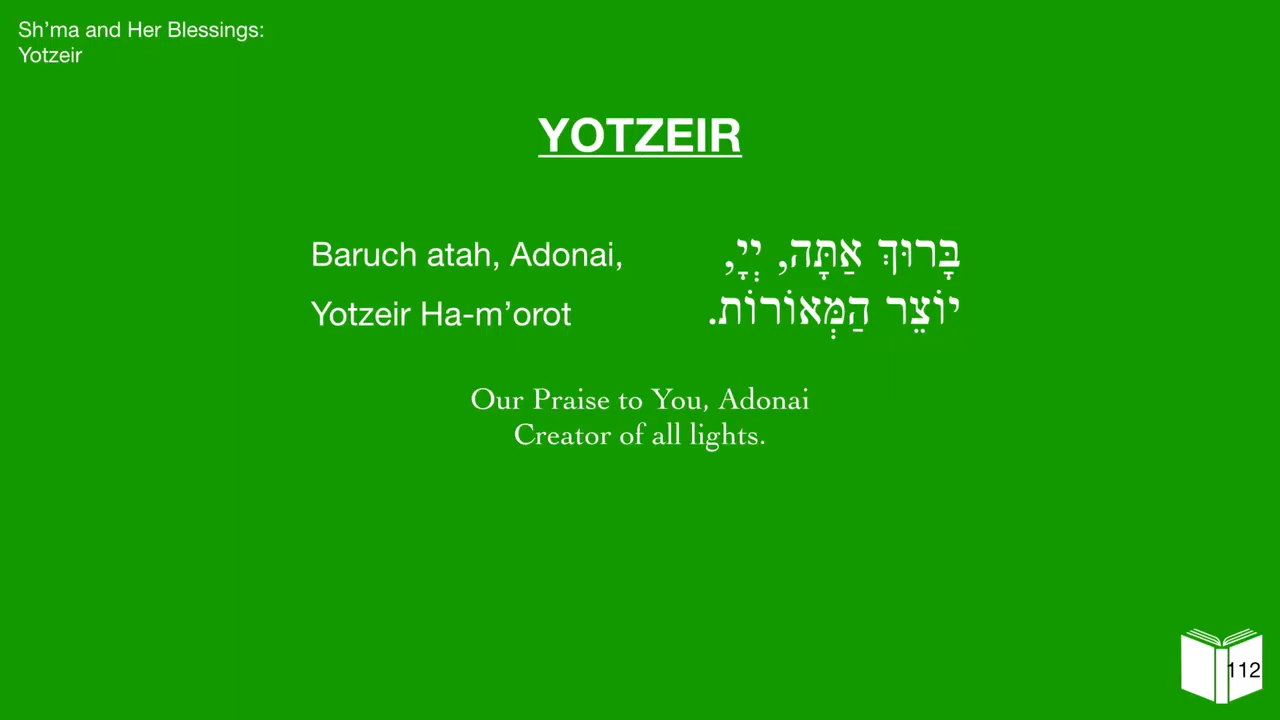 Sh’ma and Her Blessings:
Yotzeir
YOTZEIR
Baruch atah, Adonai,
Yotzeir Ha-m’orot
בָּרוּךְ אַתָּה, יְיָ,
יוֹצֵר הַמְּאוֹרוֹת.
Our Praise to You, Adonai
Creator of all lights.
112